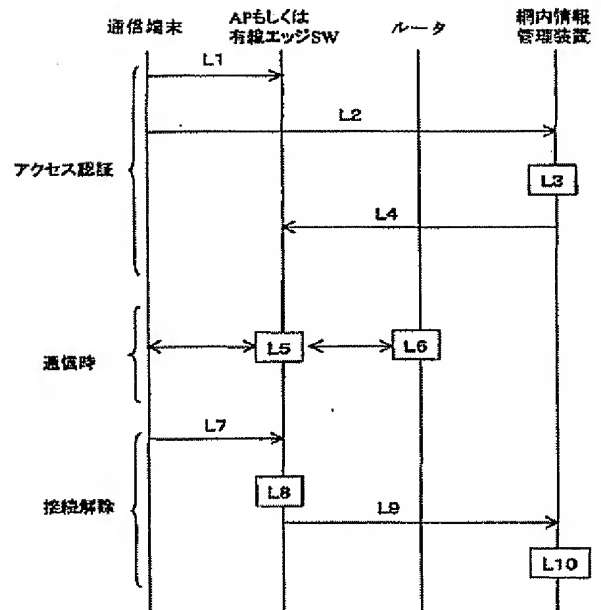 通信端末
APもしくは
有線エッジSW
ルータ
網内情報
管理装置
L1
L2
アクセス認証
L3
L4
通信時
L5
L6
L7
接続解除
L8
L9
L10